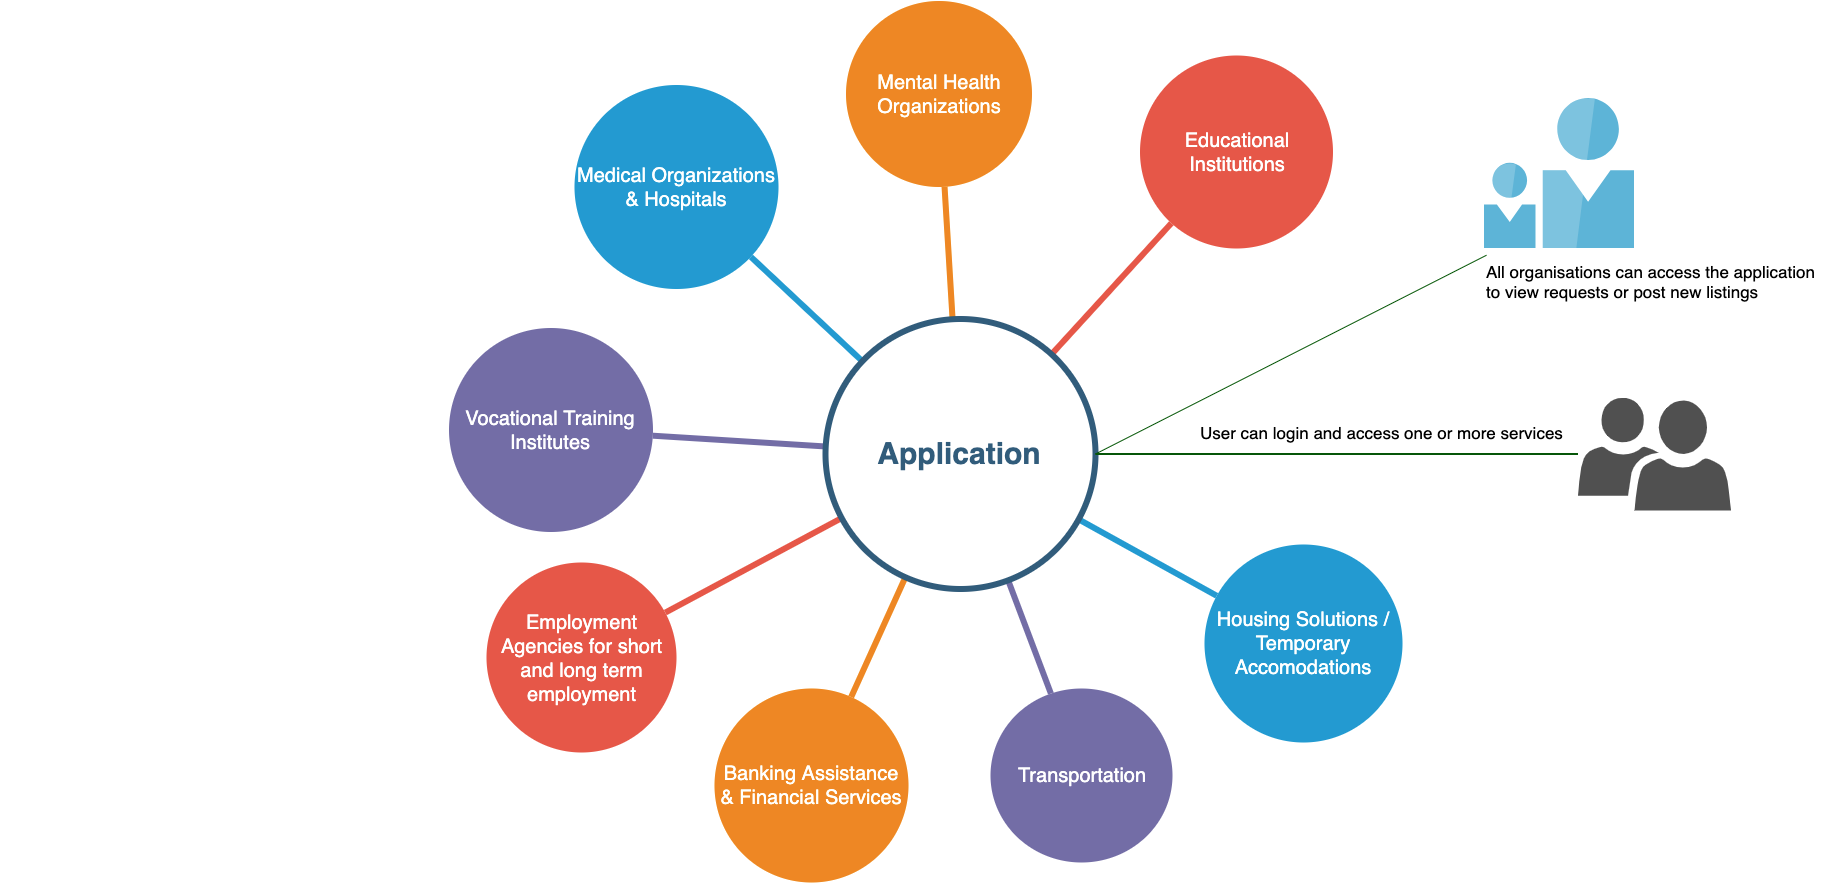 Mental Health
Organizations
Educational
Institutions
Medical Organizations
& Hospitals
All organisations can access the application
to view requests or post new listings
Vocational Training
Institutes
Application
User can login and access one or more services
Employment
Agencies for short
and long term
employment
Housing Solutions /
Temporary
Accomodations
Banking Assistance
& Financial Services
Transportation